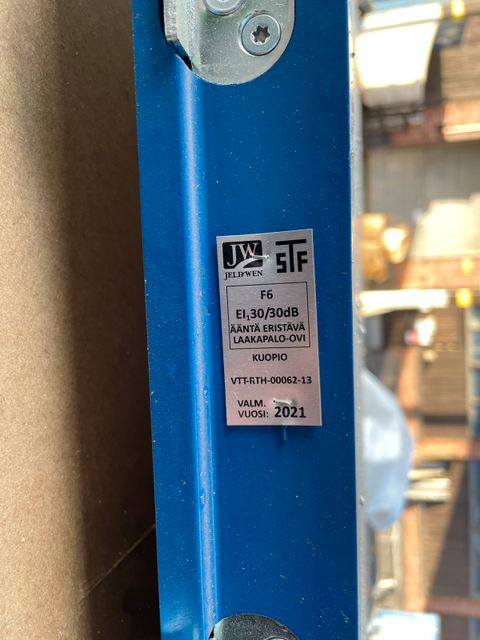 JW STF
JELD-WEN
F6
EI₁30/30dB
ÄÄNTÄ ERISTÄVÄ
LAAKAPALO-OVI
KUOPIO
VTT-RTH-00062-13
VALM.
VUOSI: 2021